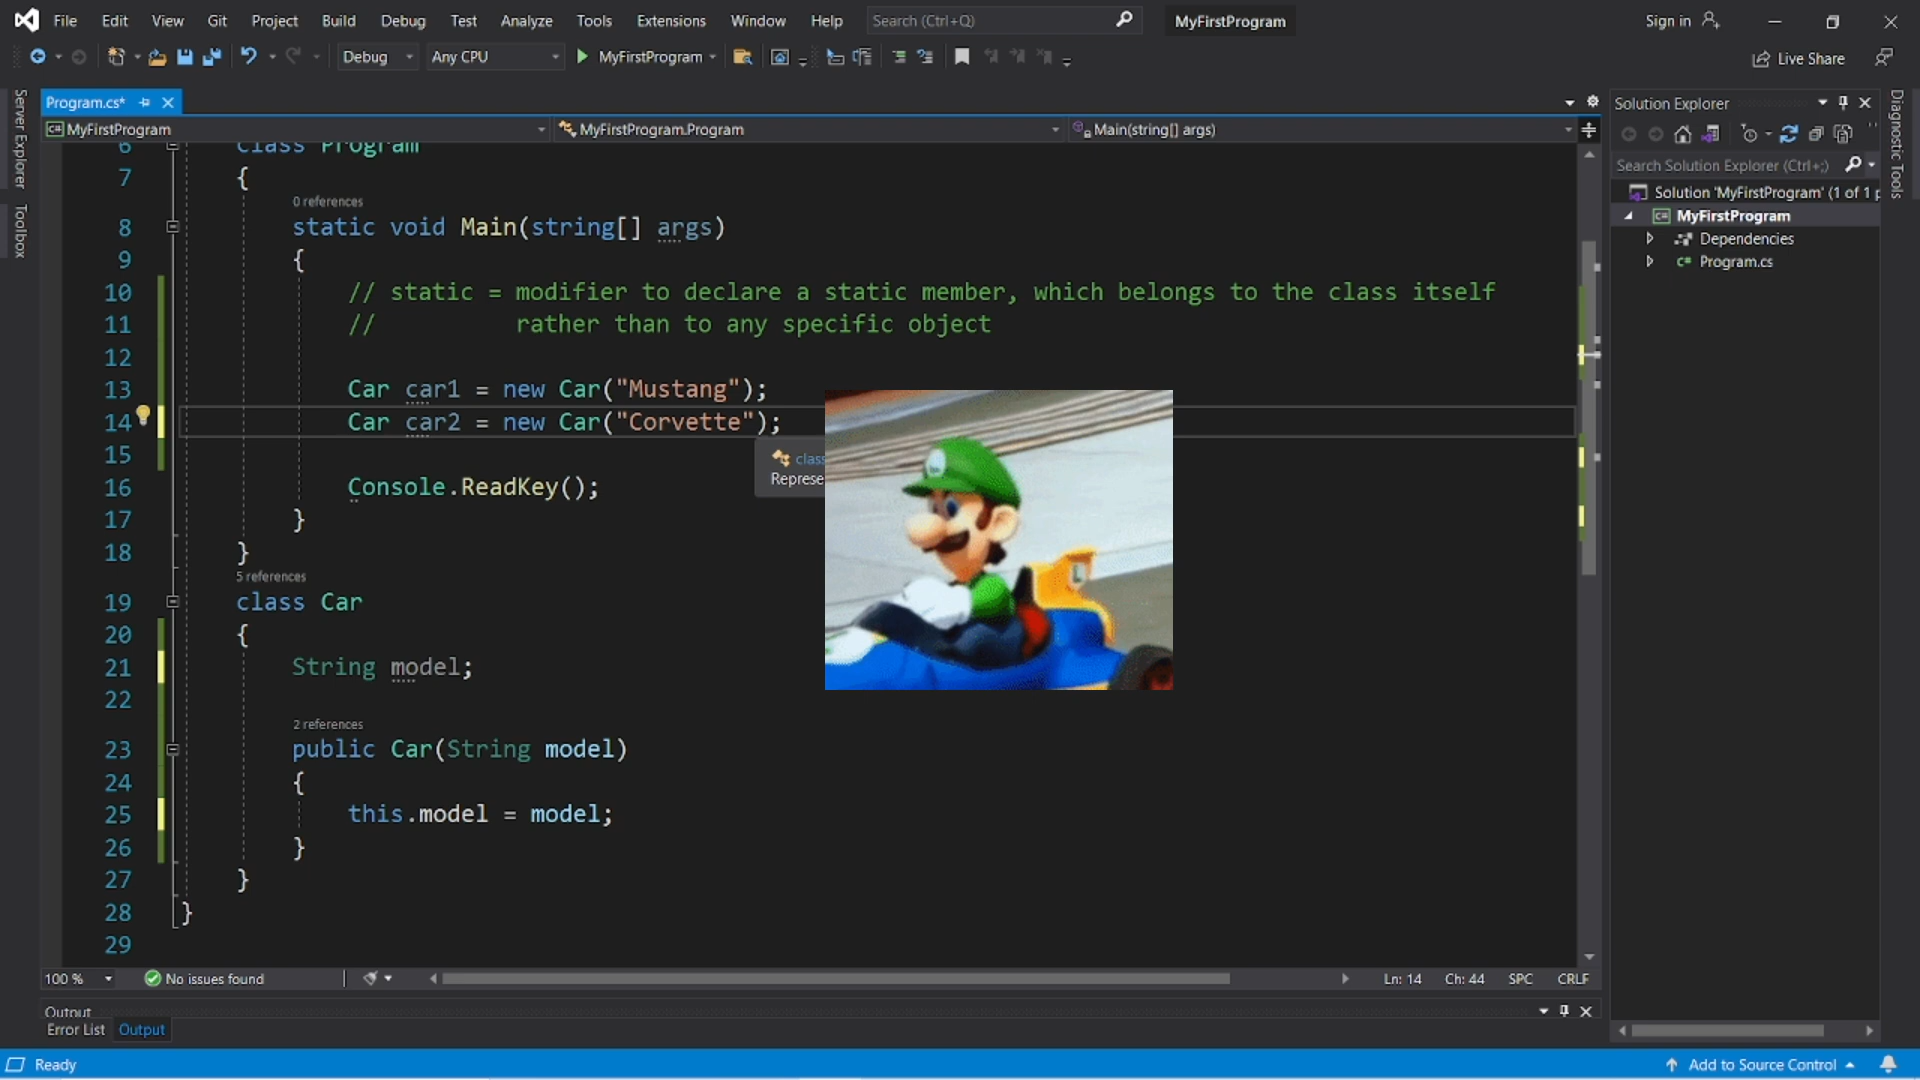 File Edit View Git Project Build Debug Test Analyze Tools Extensions Window Help Search (Ctrl+Q) MyFirstProgram Sign in
Debug Any CPU MyFirstProgram Live Share
Server Explorer
Toolbox
Program.cs*
MyFirstProgram MyFirstProgram.Program Main(string[] args)
6 class Program
7 {
0 references
8 static void Main(string[] args)
9 {
10 // static = modifier to declare a static member, which belongs to the class itself
11 // rather than to any specific object
12
13 Car car1 = new Car("Mustang");
14 Car car2 = new Car("Corvette");
15
class
Represe
16 Console.ReadKey();
17 }
18 }
5 references
19 class Car
20 {
21 String model;
22
2 references
23 public Car(String model)
24 {
25 this.model = model;
26 }
27 }
28 }
29
100 % No issues found Ln: 14 Ch: 44 SPC CRLF
Output
Error List Output
Solution Explorer
Search Solution Explorer (Ctrl+;)
Solution 'MyFirstProgram' (1 of 1 p
C# MyFirstProgram
Dependencies
C# Program.cs
Diagnostic Tools
Ready Add to Source Control